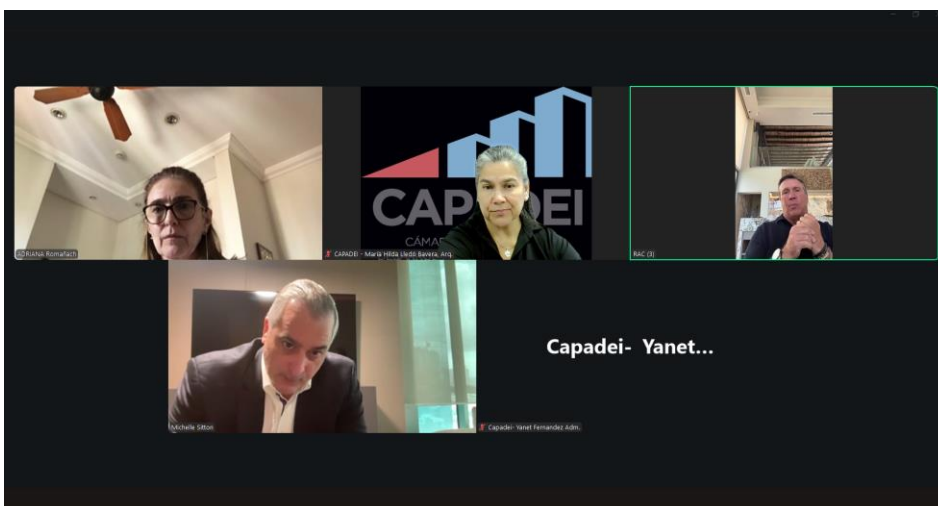 CAPADEI
CÁMA
ADRIANA Romañach
CAPADEI - María Hilda Lledó Bavera, Arq.
RAC (3)
Capadei- Yanet...
Michelle Sitton
Capadei- Yanet Fernandez Adm.